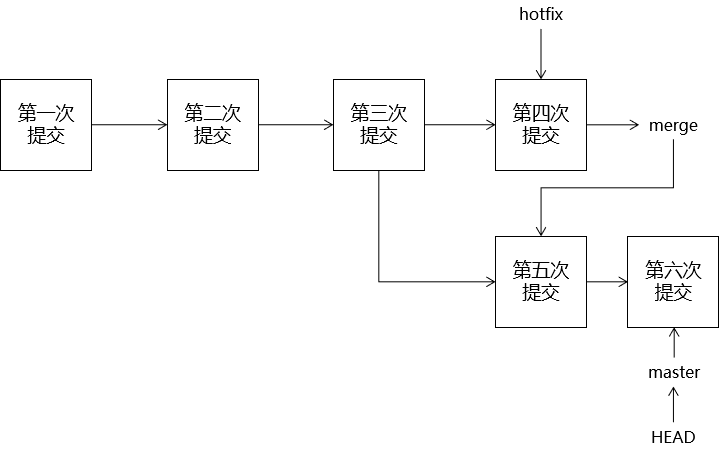 hotfix
第一次
提交
第二次
提交
第三次
提交
第四次
提交
merge
第五次
提交
第六次
提交
master
HEAD